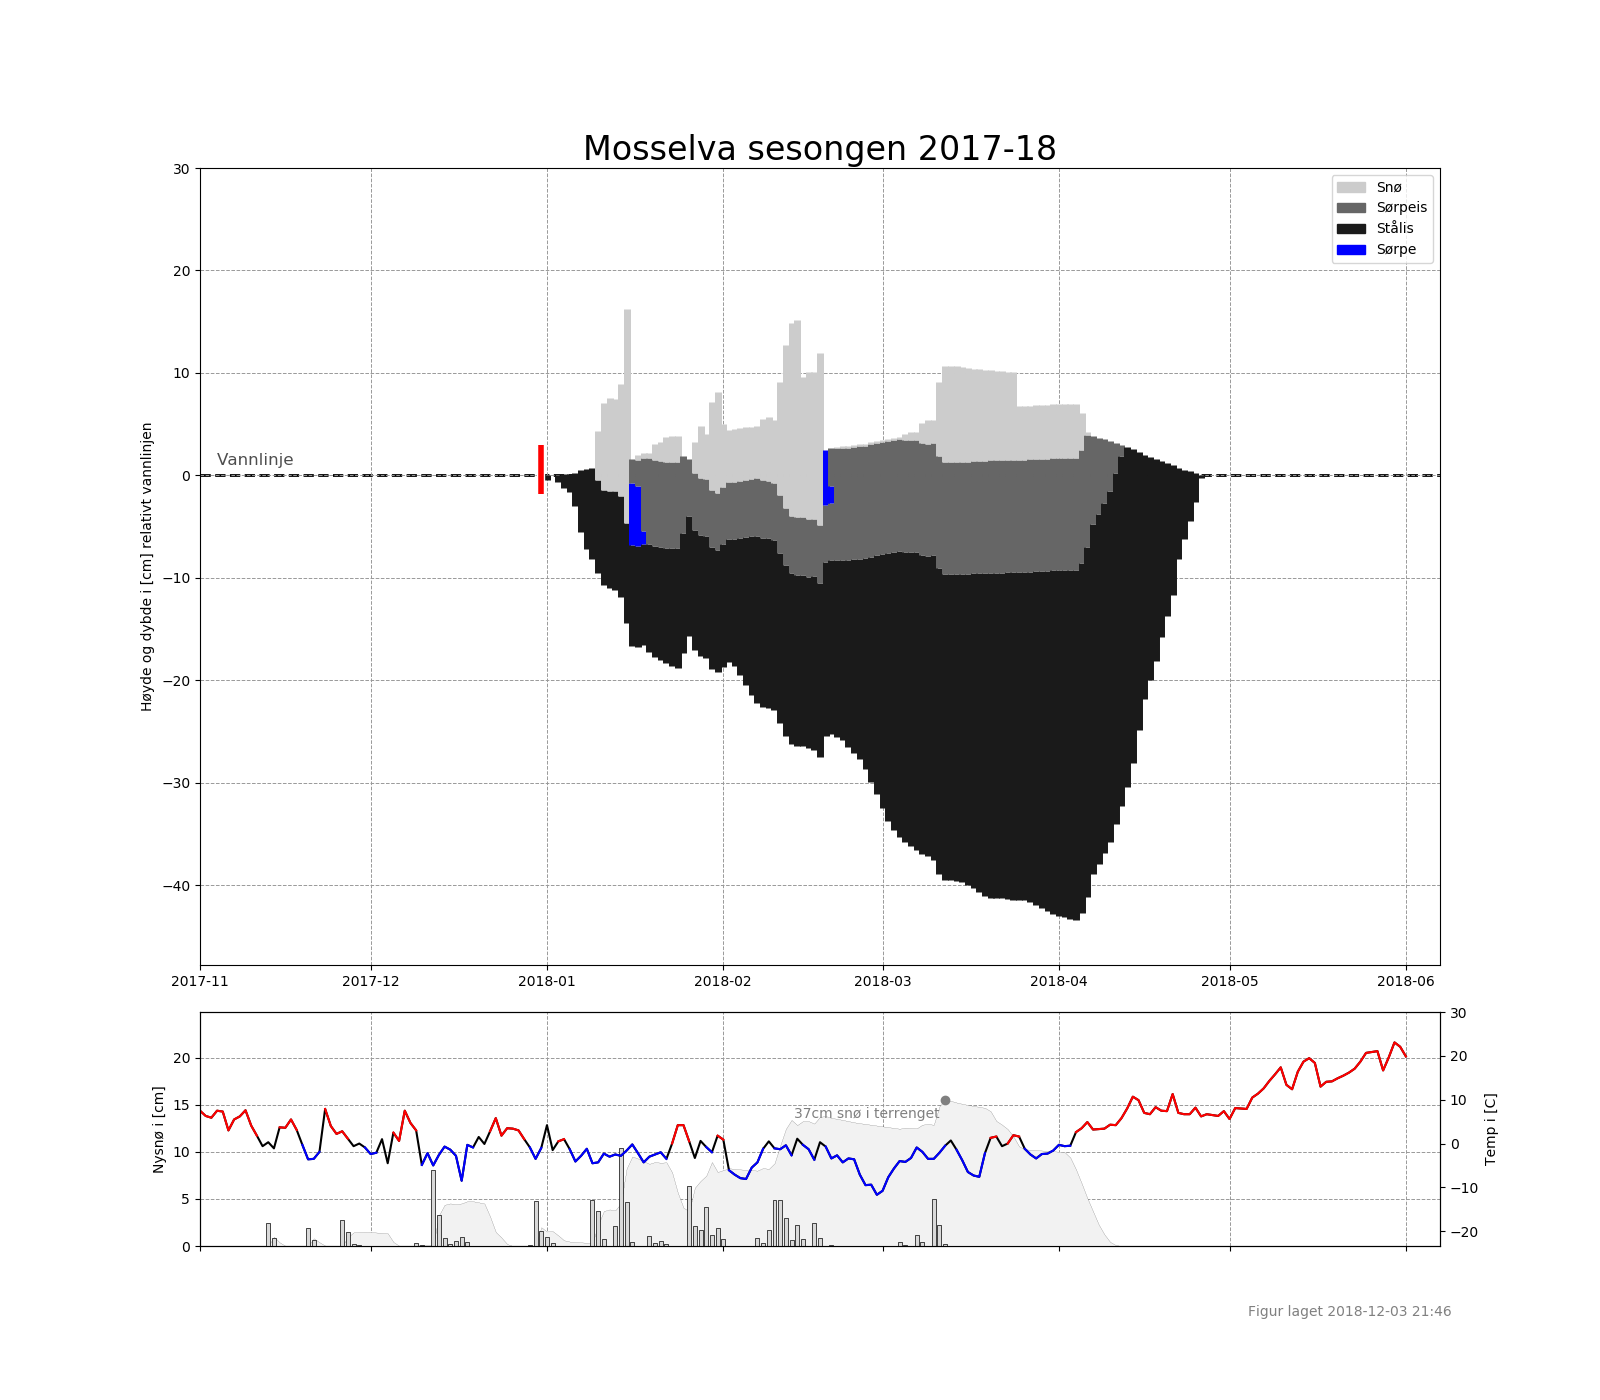 Mosselva sesongen 2017-18
30
20
10
0
−10
−20
−30
−40
Høyde og dybde i [cm] relativt vannlinjen
Vannlinje
Snø
Sørpeis
Stålis
Sørpe
2017-11 2017-12 2018-01 2018-02 2018-03 2018-04 2018-05 2018-06
20
15
10
5
0
Nysnø i [cm]
37cm snø i terrenget
30
20
10
0
−10
−20
Temp i [C]
Figur laget 2018-12-03 21:46